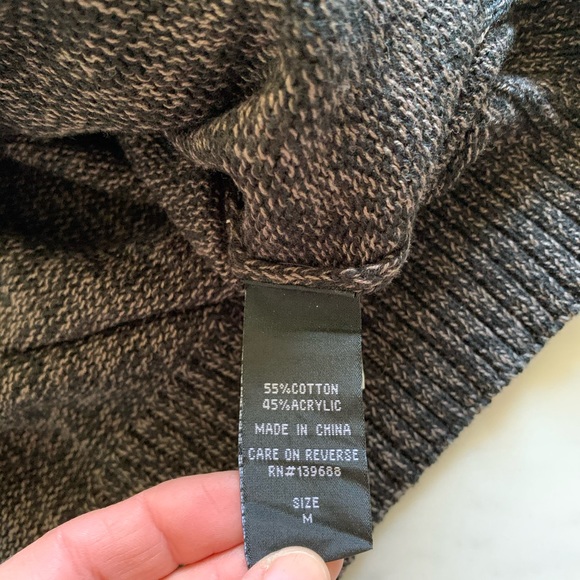 55%COTTON
45%ACRYLIC
MADE IN CHINA
CARE ON REVERSE
RN#139688
SIZE
M